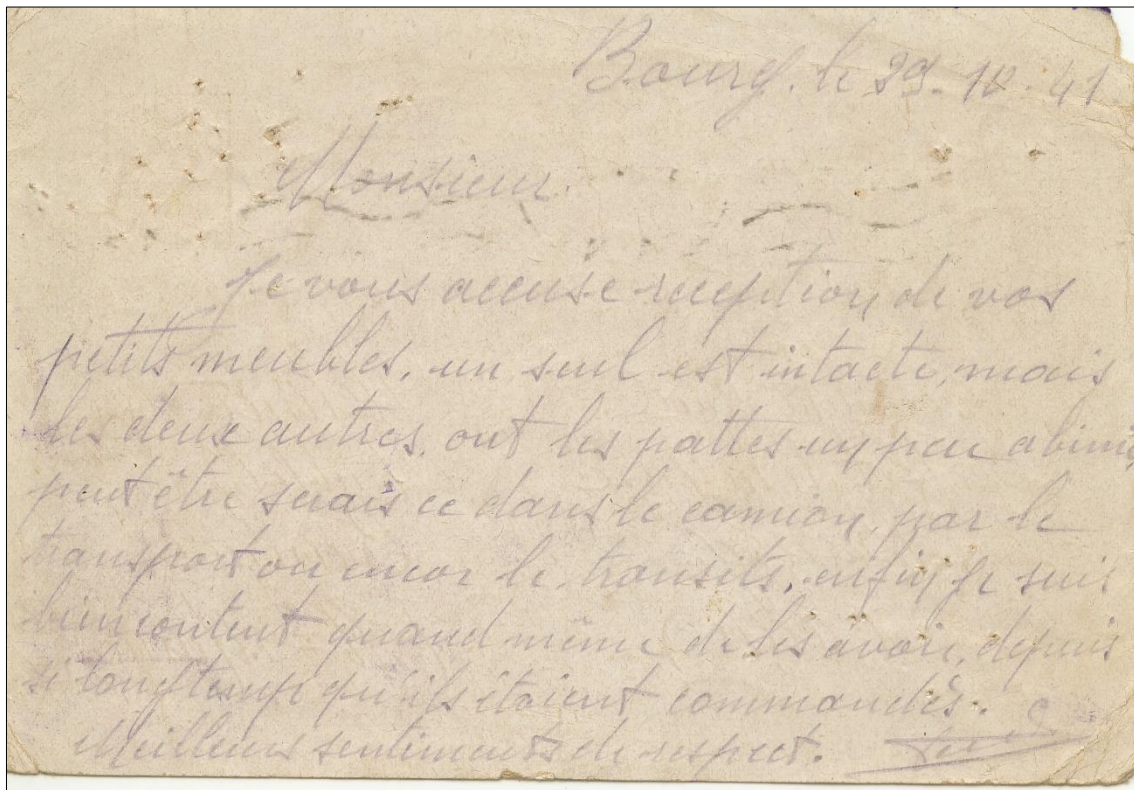 Bourg. le 29. 10. 41
Monsieur.
Je vous accuse reception de vos
petits meubles. un seul est intacte, mais
les deux autres, ont les pattes un peu abimé,
peut être serais ce dans le camion, par le
transport ou encor le transits. enfin je suis
bien content quand même de les avoir, depuis
si longtemp qu'ils étaient commandés.
Meilleurs sentiments de respect.